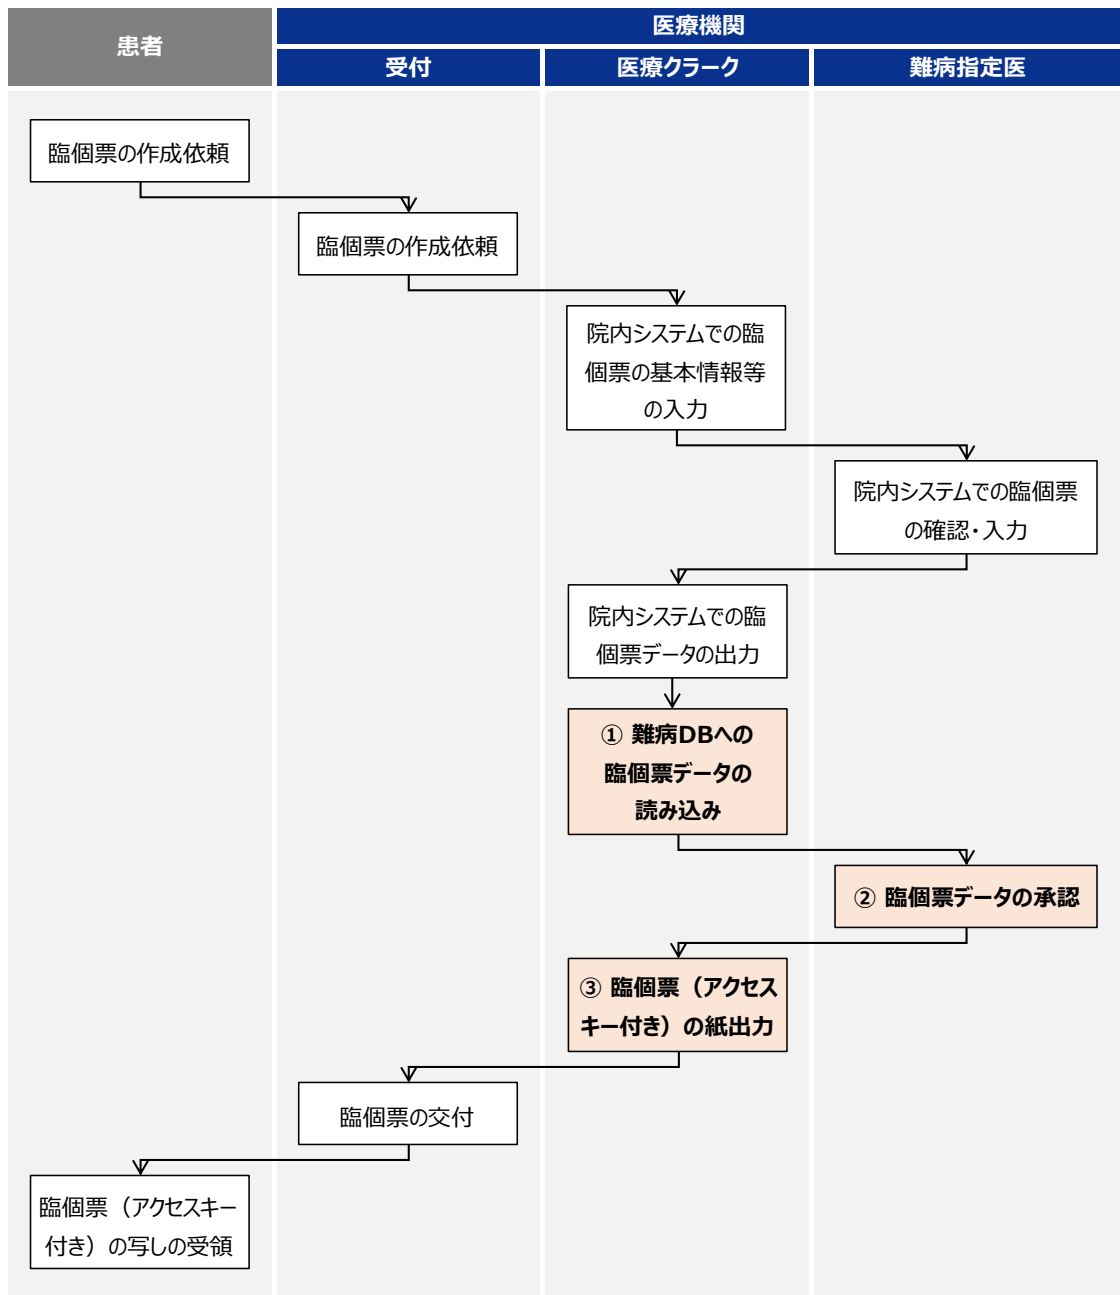 患者
医療機関
受付
医療クラーク
難病指定医
臨個票の作成依頼
臨個票の作成依頼
院内システムでの臨
個票の基本情報等
の入力
院内システムでの臨個票
の確認・入力
院内システムでの臨
個票データの出力
① 難病DBへの
臨個票データの
読み込み
② 臨個票データの承認
③ 臨個票（アクセス
キー付き）の紙出力
臨個票の交付
臨個票（アクセスキー
付き）の写しの受領